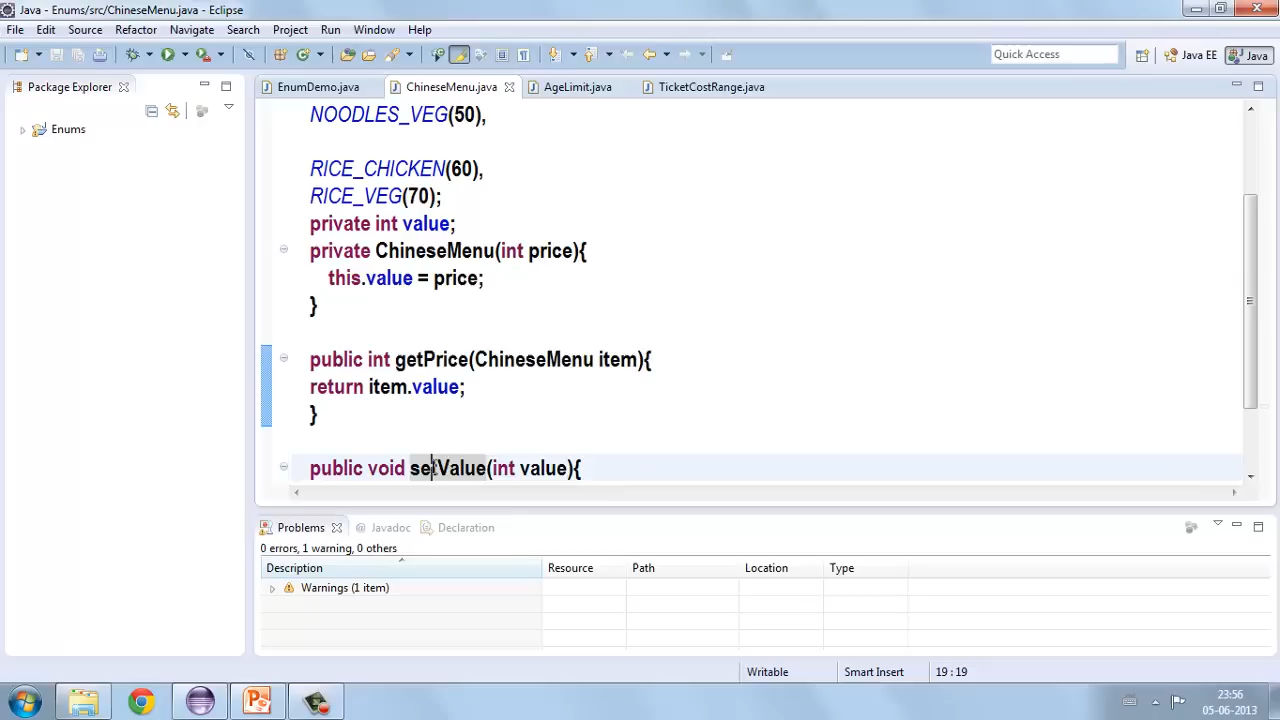 Java - Enums/src/ChineseMenu.java - Eclipse
File Edit Source Refactor Navigate Search Project Run Window Help
Quick Access
Java EE
Java
Package Explorer
EnumDemo.java
ChineseMenu.java
AgeLimit.java
TicketCostRange.java
Enums
NOODLES_VEG(50),
RICE_CHICKEN(60),
RICE_VEG(70);
private int value;
private ChineseMenu(int price){
this.value = price;
}
public int getPrice(ChineseMenu item){
return item.value;
}
public void setValue(int value){
Problems
@ Javadoc
Declaration
0 errors, 1 warning, 0 others
Description Resource Path Location Type
Warnings (1 item)
Writable
Smart Insert
19 : 19
23:56
05-06-2013